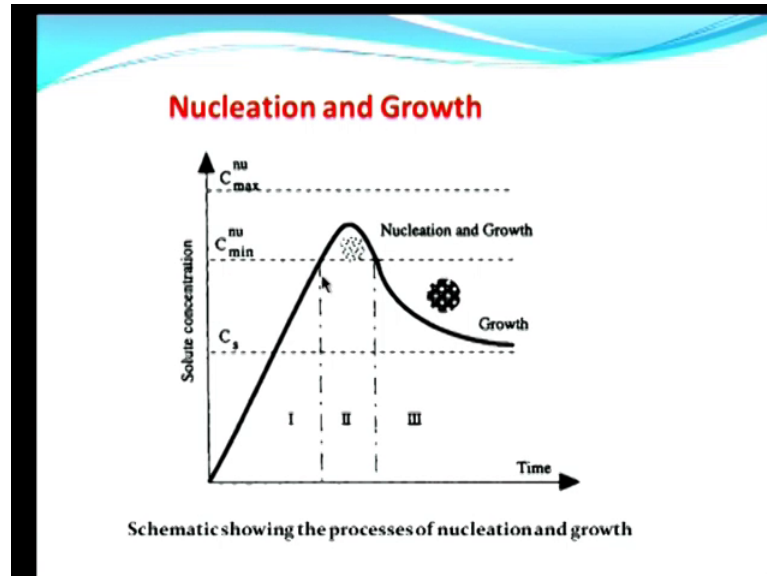 Nucleation and Growth
C nu max
C nu min
Nucleation and Growth
Solute concentration
Growth
C s
I II III
Time
Schematic showing the processes of nucleation and growth